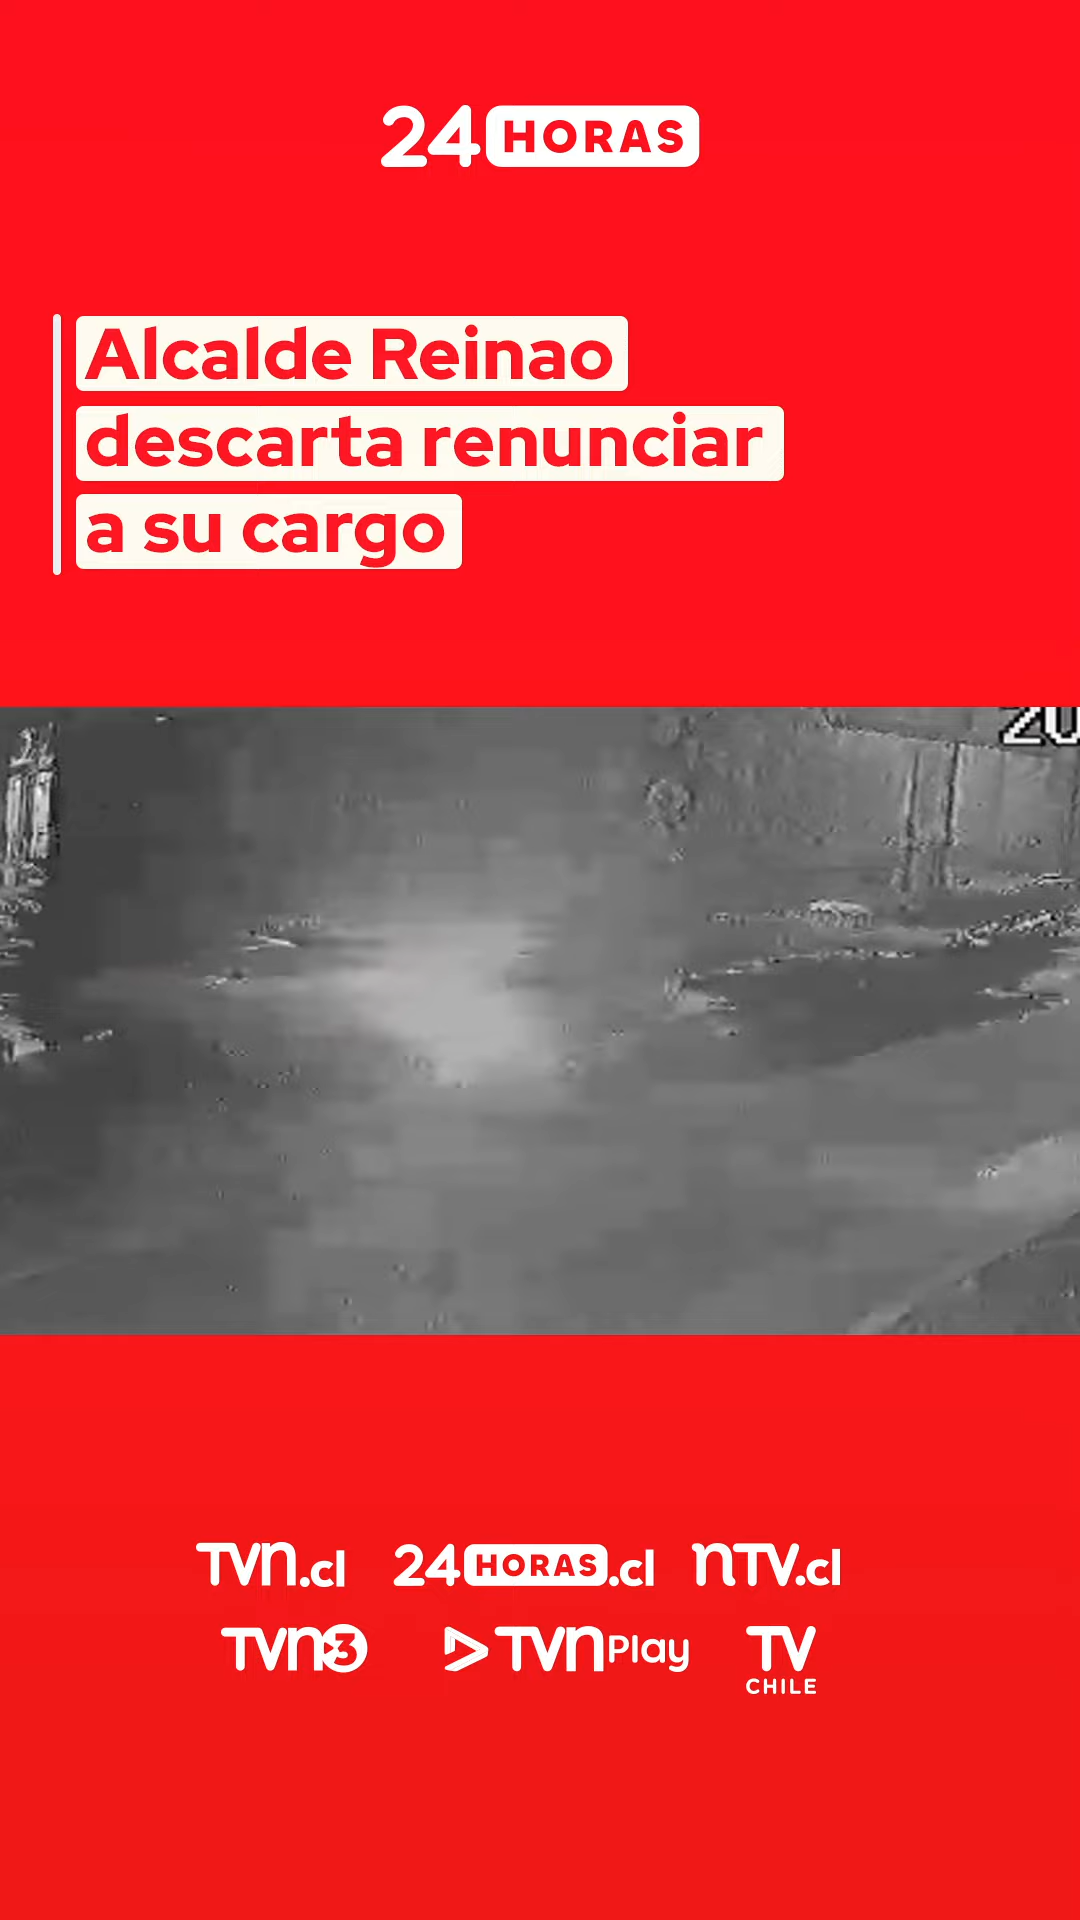 24 HORAS
Alcalde Reinao
descarta renunciar
a su cargo
20
TVN.cl 24 HORAS.cl NTV.cl
TVN3 TVN Play TV CHILE